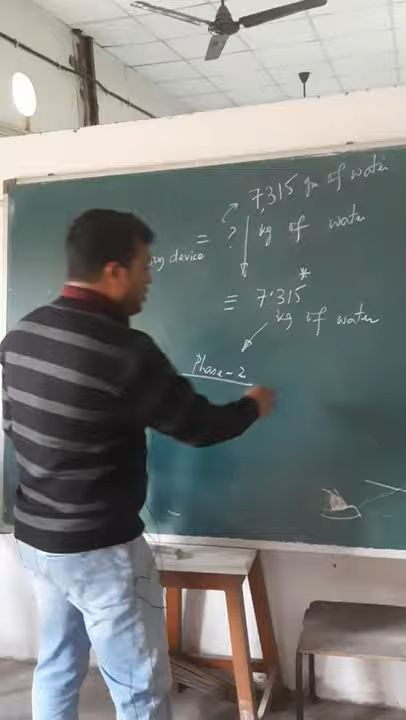 7,315 gm of water
= ? kg of water
device
≡ 7.315*
kg of water
Phase-2